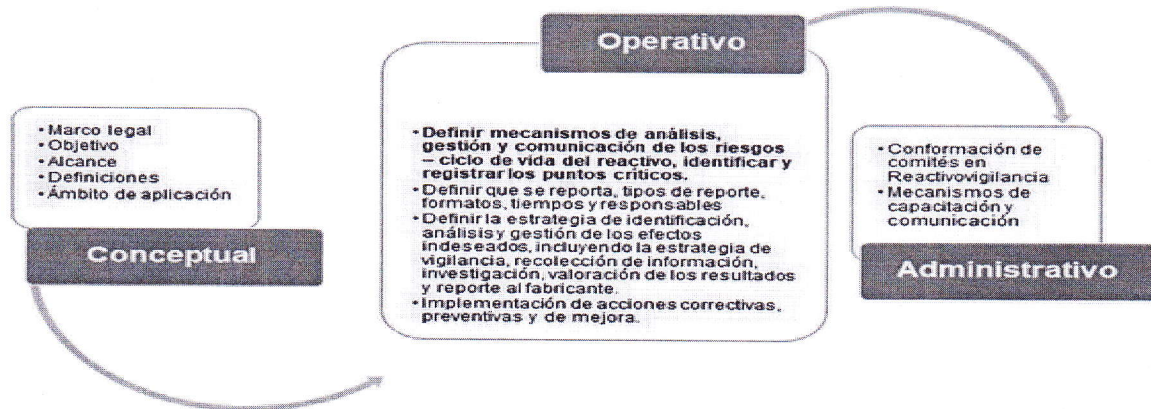 • Marco legal
• Objetivo
• Alcance
• Definiciones
• Ámbito de aplicación
Conceptual
Operativo
• Definir mecanismos de análisis,
gestión y comunicación de los riesgos
– ciclo de vida del reactivo, identificar y
registrar los puntos críticos.
• Definir que se reporta, tipos de reporte,
formatos, tiempos y responsables
• Definir la estrategia de identificación,
análisis y gestión de los efectos
indeseados, incluyendo la estrategia de
vigilancia, recolección de información,
investigación, valoración de los resultados
y reporte al fabricante.
• Implementación de acciones correctivas,
preventivas y de mejora.
• Conformación de
comités en
Reactivovigilancia
• Mecanismos de
capacitación y
comunicación
Administrativo